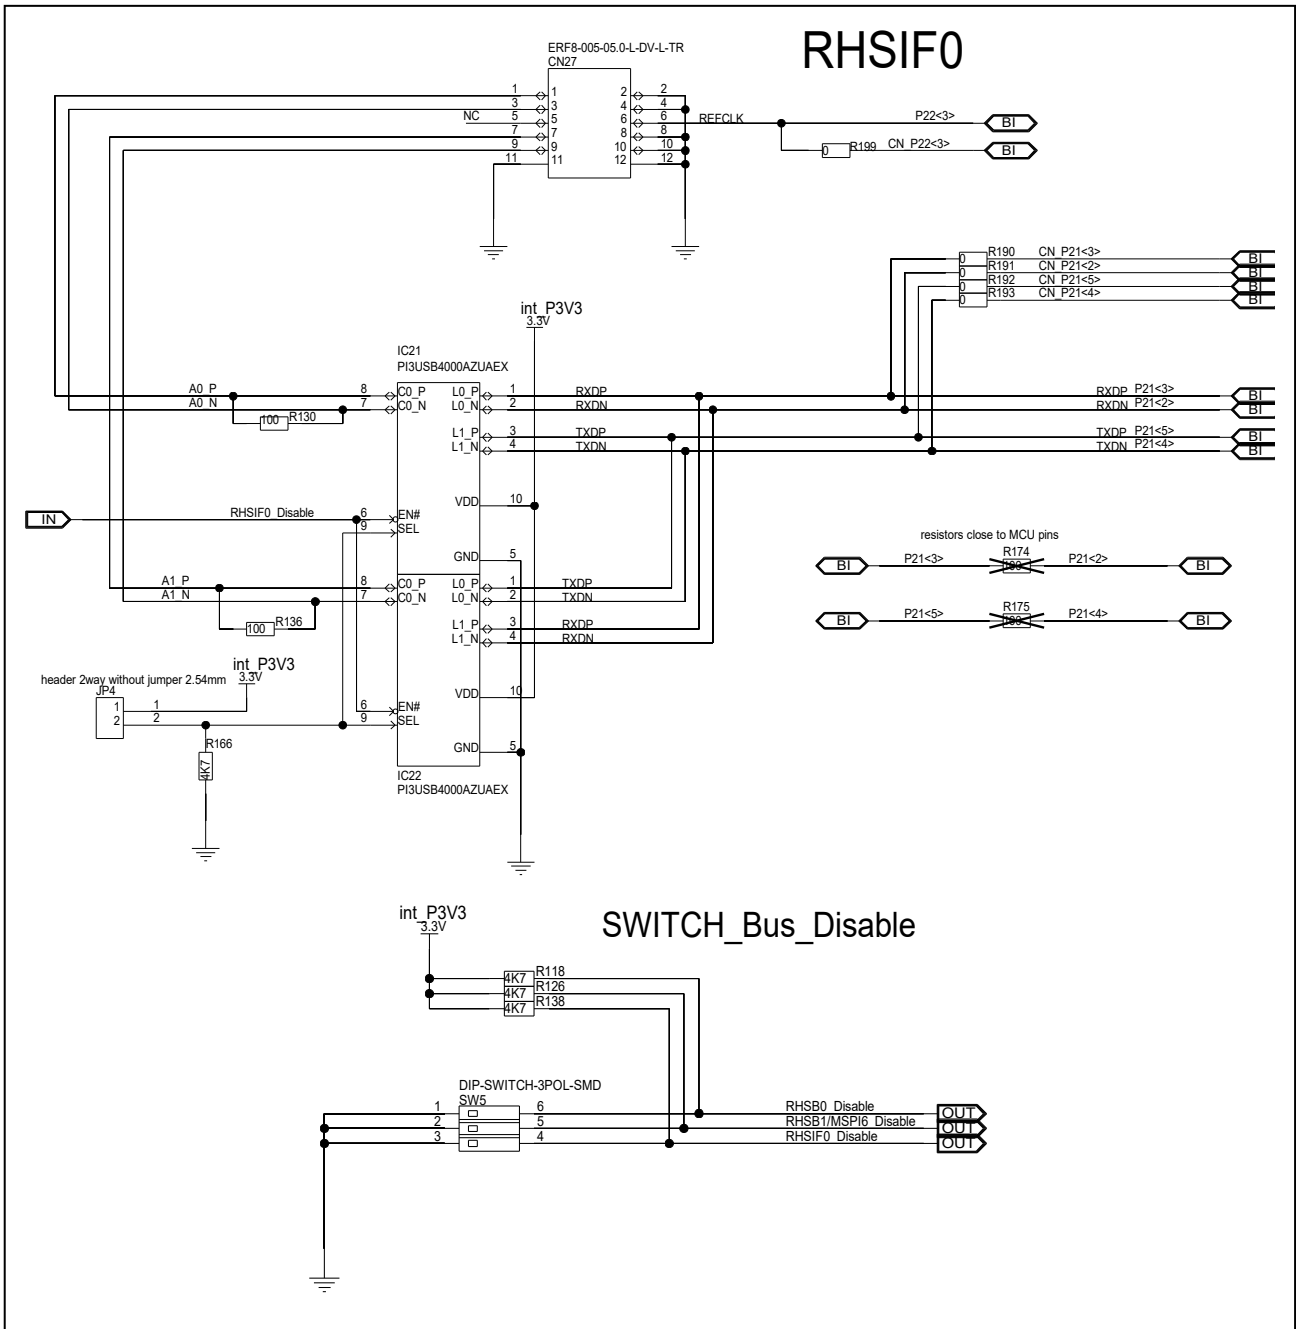 RHSIF0
ERF8-005-05.0-L-DV-L-TR
CN27
1 1 2 2
3 3 4 4
NC 5 5 6 6 REFCLK P22<3> BI
7 7 8 8
9 9 10 10 0 R199 CN_P22<3> BI
11 11 12 12
0 R190 CN_P21<3> BI
0 R191 CN_P21<2> BI
0 R192 CN_P21<5> BI
0 R193 CN_P21<4> BI
int_P3V3
3.3V
IC21
PI3USB4000AZUAEX
A0_P 8 C0_P L0_P 1 RXDP RXDP P21<3> BI
A0_N 7 C0_N L0_N 2 RXDN RXDN P21<2> BI
100 R130
L1_P 3 TXDP TXDP P21<5> BI
L1_N 4 TXDN TXDN P21<4> BI
VDD 10
IN RHSIF0_Disable 6 EN#
9 SEL
resistors close to MCU pins
GND 5
BI P21<3> R174 P21<2> BI
A1_P 8 C0_P L0_P 1 TXDP
A1_N 7 C0_N L0_N 2 TXDN
BI P21<5> R175 P21<4> BI
100 R136
L1_P 3 RXDP
L1_N 4 RXDN
int_P3V3
3.3V
header 2way without jumper 2.54mm
JP4
VDD 10
1 1
6 EN#
2 2 9 SEL
R166
4K7
GND 5
IC22
PI3USB4000AZUAEX
SWITCH_Bus_Disable
int_P3V3
3.3V
4K7 R118
4K7 R126
4K7 R138
DIP-SWITCH-3POL-SMD
SW5
1 6 RHSB0_Disable OUT
2 5 RHSB1/MSPI6_Disable OUT
3 4 RHSIF0_Disable OUT